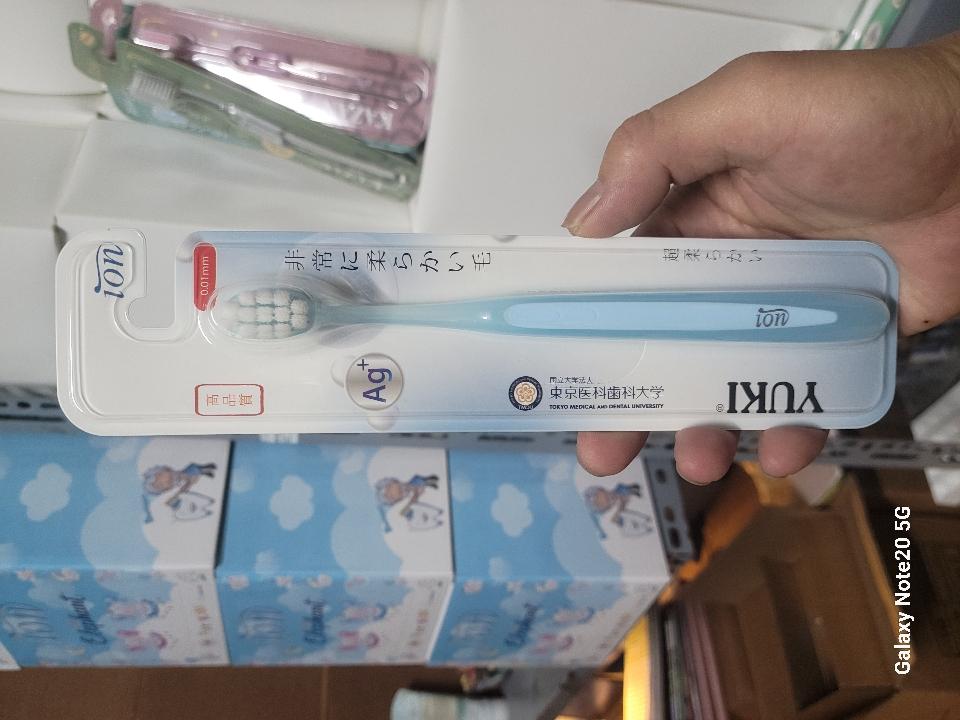 ion
0.01mm
非常に柔らかい毛
超柔らかい
ion
Ag+
国立大学法人
東京医科歯科大学
TOKYO MEDICAL AND DENTAL UNIVERSITY
YUKI®
高品質
Elephant
Galaxy Note20 5G